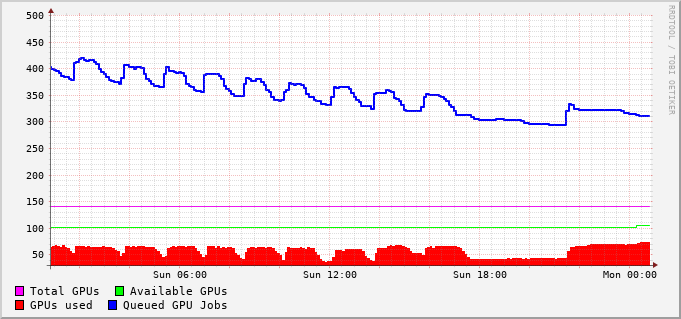 500
450
400
350
300
250
200
150
100
50
Sun 06:00 Sun 12:00 Sun 18:00 Mon 00:00
Total GPUs Available GPUs
GPUs used Queued GPU Jobs
RRDTOOL / TOBI OETIKER